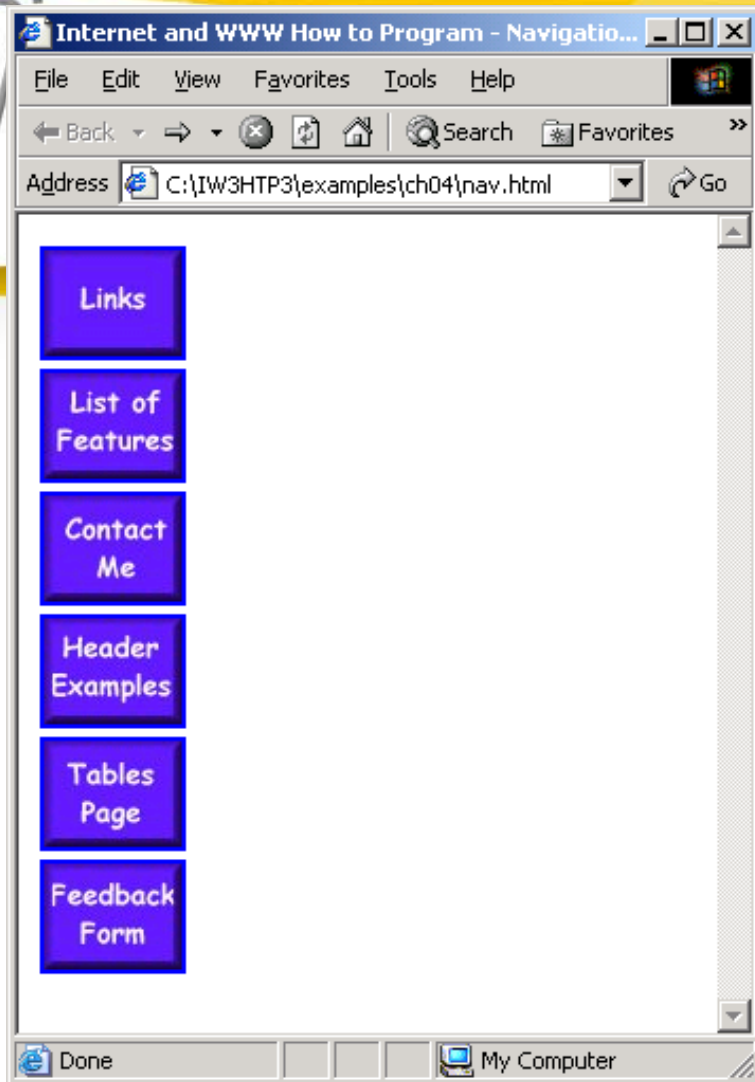 Internet and WWW How to Program - Navigatio...
File Edit View Favorites Tools Help
Back Search Favorites »
Address C:\IW3HTP3\examples\ch04\nav.html Go
Links
List of
Features
Contact
Me
Header
Examples
Tables
Page
Feedback
Form
Done My Computer